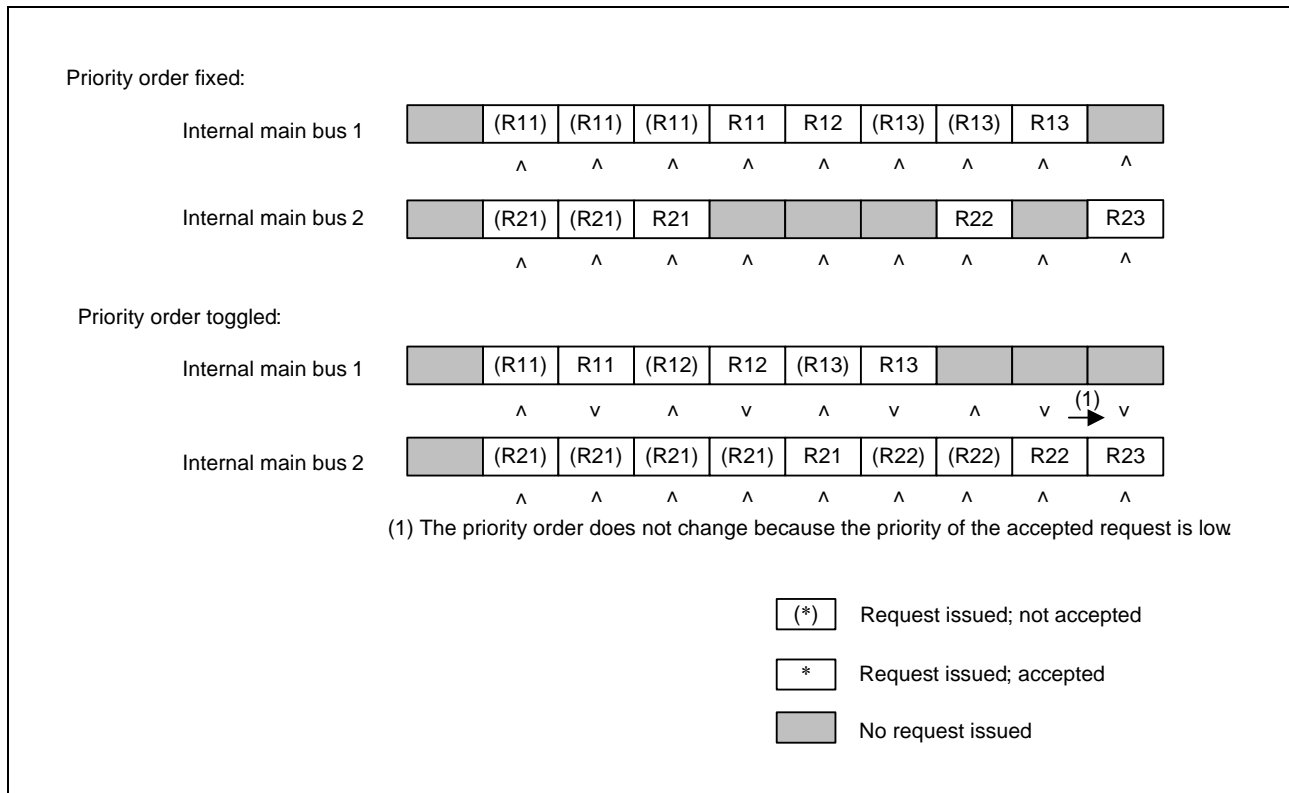 Priority order fixed:
Internal main bus 1 (R11) (R11) (R11) R11 R12 (R13) (R13) R13
^ ^ ^ ^ ^ ^ ^ ^ ^
Internal main bus 2 (R21) (R21) R21 R22 R23
^ ^ ^ ^ ^ ^ ^ ^ ^
Priority order toggled:
Internal main bus 1 (R11) R11 (R12) R12 (R13) R13
^ v ^ v ^ v ^ v (1) v
Internal main bus 2 (R21) (R21) (R21) (R21) R21 (R22) (R22) R22 R23
^ ^ ^ ^ ^ ^ ^ ^ ^
(1) The priority order does not change because the priority of the accepted request is low.
(*) Request issued; not accepted
* Request issued; accepted
No request issued